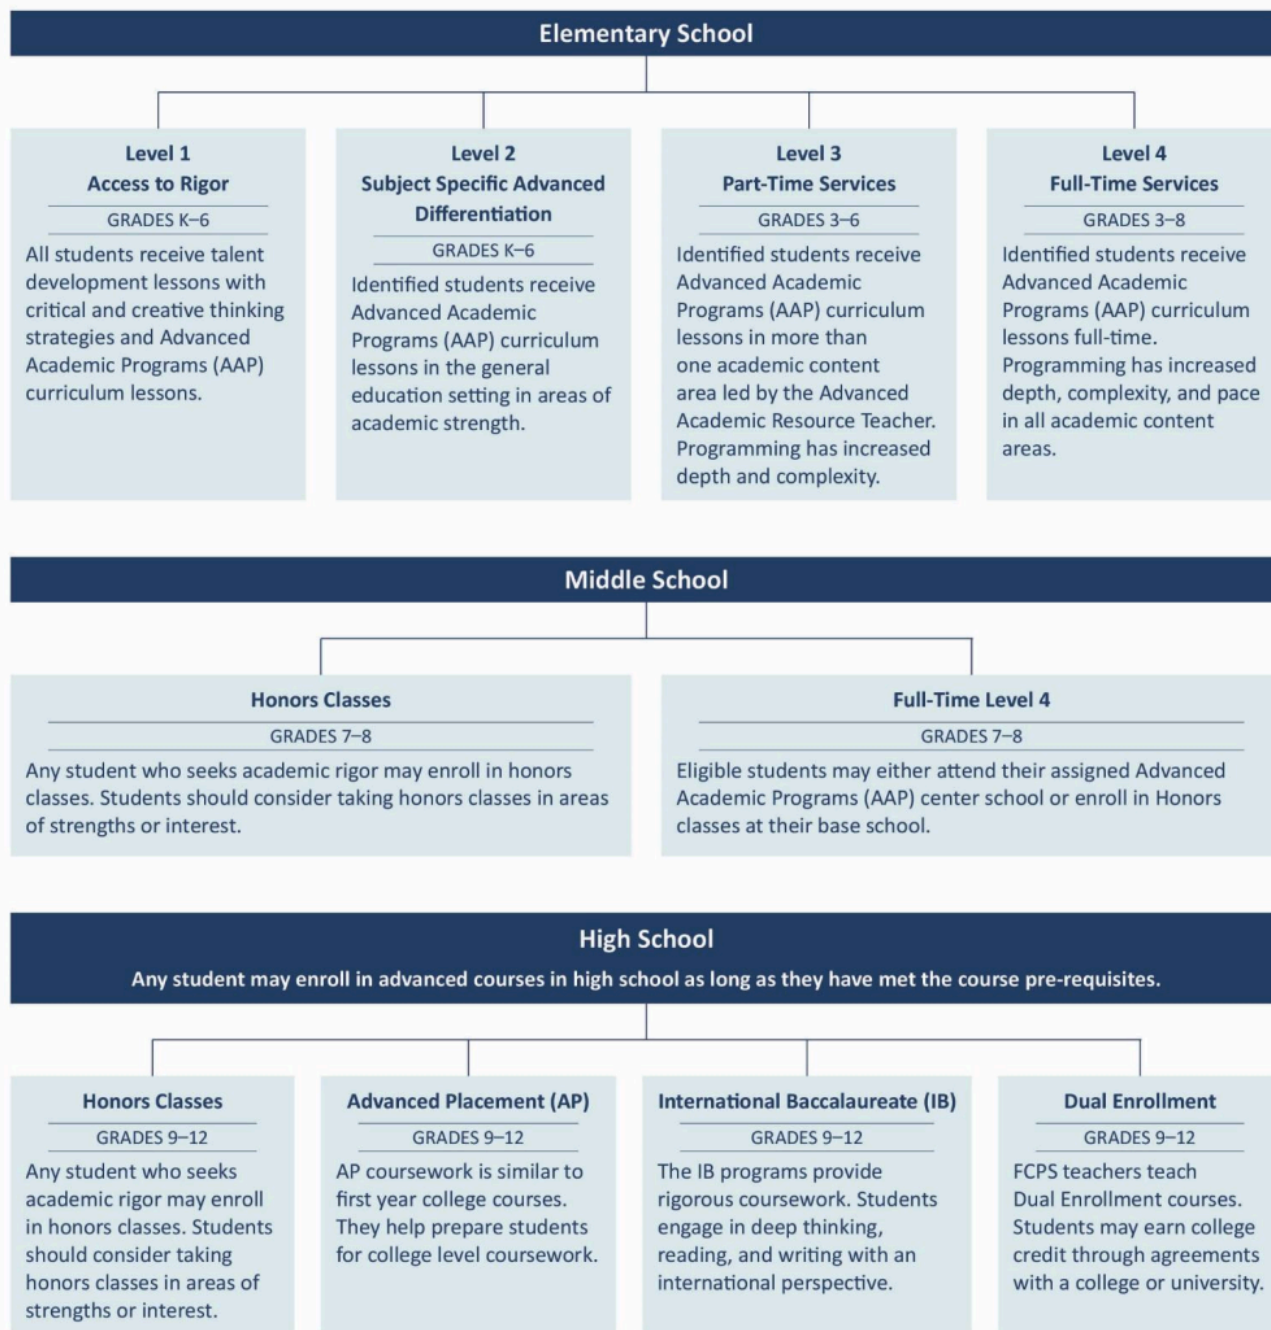 Elementary School
Level 1
Access to Rigor
GRADES K–6
All students receive talent
development lessons with
critical and creative thinking
strategies and Advanced
Academic Programs (AAP)
curriculum lessons.
Level 2
Subject Specific Advanced
Differentiation
GRADES K–6
Identified students receive
Advanced Academic
Programs (AAP) curriculum
lessons in the general
education setting in areas of
academic strength.
Level 3
Part-Time Services
GRADES 3–6
Identified students receive
Advanced Academic
Programs (AAP) curriculum
lessons in more than
one academic content
area led by the Advanced
Academic Resource Teacher.
Programming has increased
depth and complexity.
Level 4
Full-Time Services
GRADES 3–8
Identified students receive
Advanced Academic
Programs (AAP) curriculum
lessons full-time.
Programming has increased
depth, complexity, and pace
in all academic content
areas.
Middle School
Honors Classes
GRADES 7–8
Any student who seeks academic rigor may enroll in honors
classes. Students should consider taking honors classes in areas
of strengths or interest.
Full-Time Level 4
GRADES 7–8
Eligible students may either attend their assigned Advanced
Academic Programs (AAP) center school or enroll in Honors
classes at their base school.
High School
Any student may enroll in advanced courses in high school as long as they have met the course pre-requisites.
Honors Classes
GRADES 9–12
Any student who seeks
academic rigor may enroll
in honors classes. Students
should consider taking
honors classes in areas of
strengths or interest.
Advanced Placement (AP)
GRADES 9–12
AP coursework is similar to
first year college courses.
They help prepare students
for college level coursework.
International Baccalaureate (IB)
GRADES 9–12
The IB programs provide
rigorous coursework. Students
engage in deep thinking,
reading, and writing with an
international perspective.
Dual Enrollment
GRADES 9–12
FCPS teachers teach
Dual Enrollment courses.
Students may earn college
credit through agreements
with a college or university.